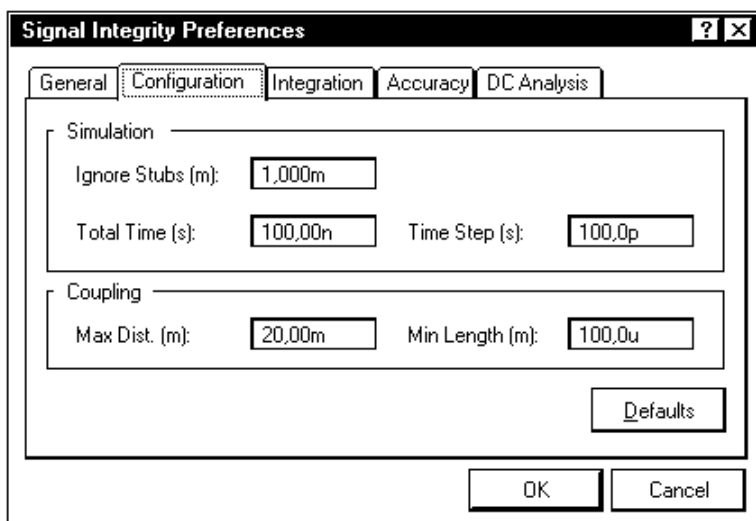 Signal Integrity Preferences ? X
General Configuration Integration Accuracy DC Analysis
Simulation
Ignore Stubs (m): 1,000m
Total Time (s): 100,00n Time Step (s): 100,0p
Coupling
Max Dist. (m): 20,00m Min Length (m): 100,0u
Defaults
OK Cancel